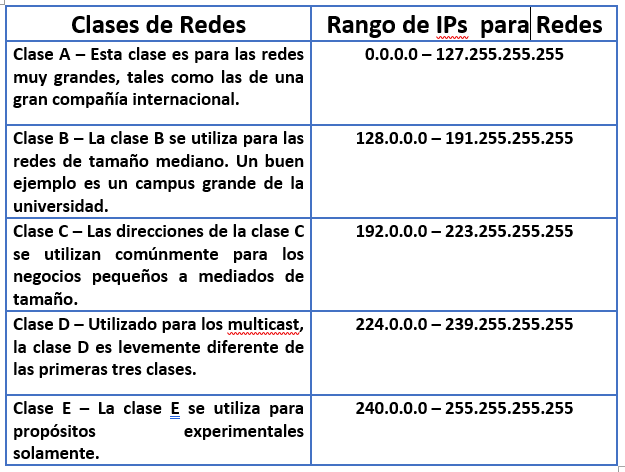 Clases de Redes
Rango de IPs para Redes
Clase A – Esta clase es para las redes
muy grandes, tales como las de una
gran compañía internacional.
0.0.0.0 – 127.255.255.255
Clase B – La clase B se utiliza para las
redes de tamaño mediano. Un buen
ejemplo es un campus grande de la
universidad.
128.0.0.0 – 191.255.255.255
Clase C – Las direcciones de la clase C
se utilizan comúnmente para los
negocios pequeños a mediados de
tamaño.
192.0.0.0 – 223.255.255.255
Clase D – Utilizado para los multicast,
la clase D es levemente diferente de
las primeras tres clases.
224.0.0.0 – 239.255.255.255
Clase E – La clase E se utiliza para
propósitos experimentales
solamente.
240.0.0.0 – 255.255.255.255